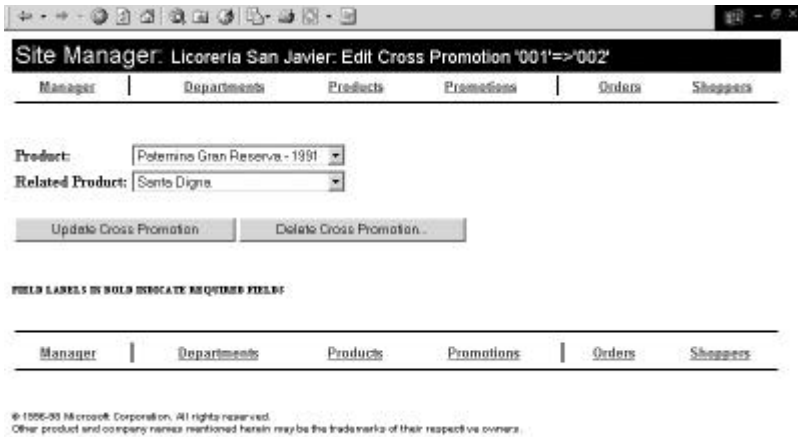 Site Manager: Licorería San Javier: Edit Cross Promotion '001'=>'002'
Manager Departments Products Promotions Orders Shoppers
Product: Paternina Gran Reserva - 1991
Related Product: Santa Digna
Update Cross Promotion Delete Cross Promotion...
FIELD LABELS IN BOLD INDICATE REQUIRED FIELDS
Manager Departments Products Promotions Orders Shoppers
© 1996-98 Microsoft Corporation. All rights reserved.
Other product and company names mentioned herein may be the trademarks of their respective owners.